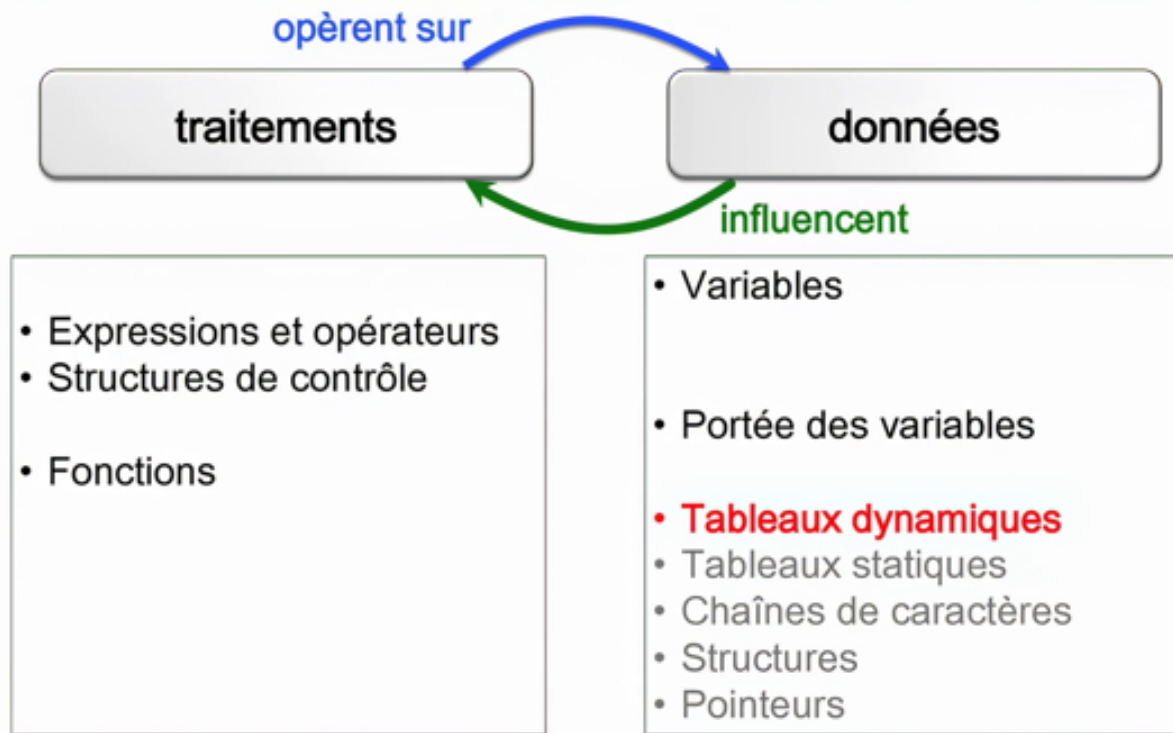 opèrent sur
traitements
données
influencent
• Expressions et opérateurs
• Structures de contrôle
• Fonctions
• Variables
• Portée des variables
• Tableaux dynamiques
• Tableaux statiques
• Chaînes de caractères
• Structures
• Pointeurs